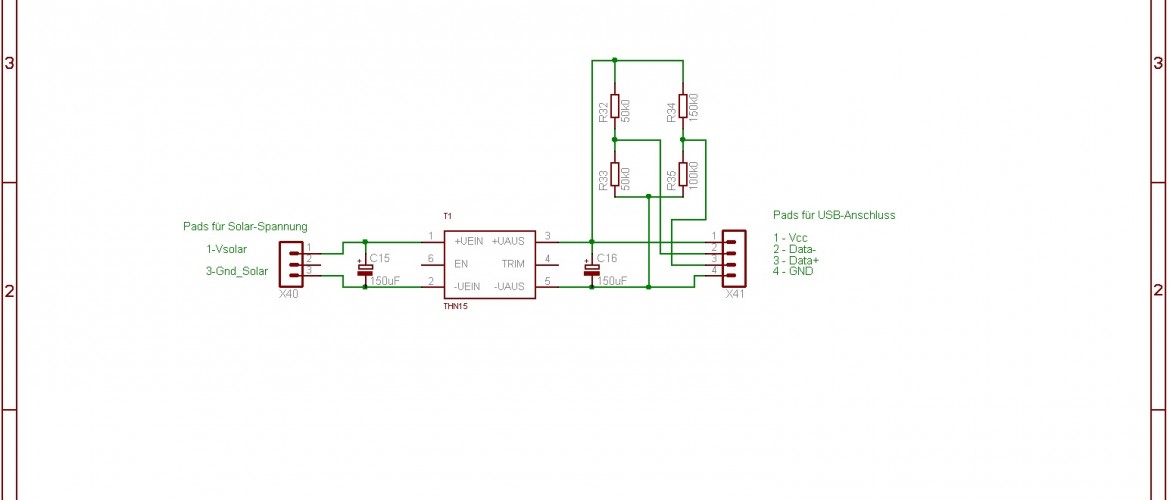 3
3
R32
50k0
R34
150k0
R33
50k0
R35
100k0
Pads für Solar-Spannung
1-Vsolar
3-Gnd_Solar
1
2
3
X40
C15
+
150uF
T1
1
+UEIN
+UAUS
3
6
EN
TRIM
4
2
-UEIN
-UAUS
5
THN15
C16
+
150uF
1
2
3
4
X41
Pads für USB-Anschluss
1 - Vcc
2 - Data-
3 - Data+
4 - GND
2
2